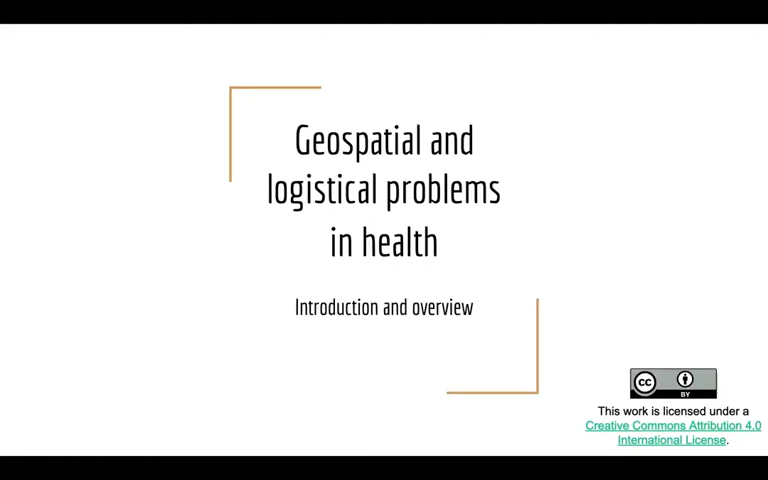 Geospatial and
logistical problems
in health
Introduction and overview
cc
BY
This work is licensed under a
Creative Commons Attribution 4.0
International License.